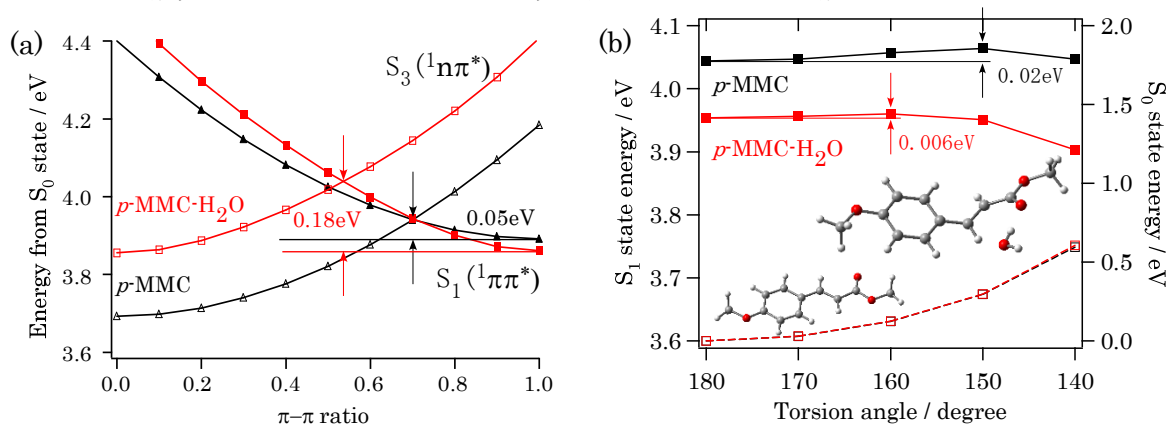 (a)
4.4
4.2
4.0
3.8
3.6
Energy from S₀ state / eV
S₃ (¹nπ*)
p-MMC-H₂O
0.18eV
0.05eV
p-MMC
S₁ (¹ππ*)
0.0 0.2 0.4 0.6 0.8 1.0
π–π ratio
(b)
4.1
4.0
3.9
3.8
3.7
3.6
S₁ state energy / eV
p-MMC
0.02eV
p-MMC-H₂O
0.006eV
2.0
1.5
1.0
0.5
0.0
S₀ state energy / eV
180 170 160 150 140
Torsion angle / degree